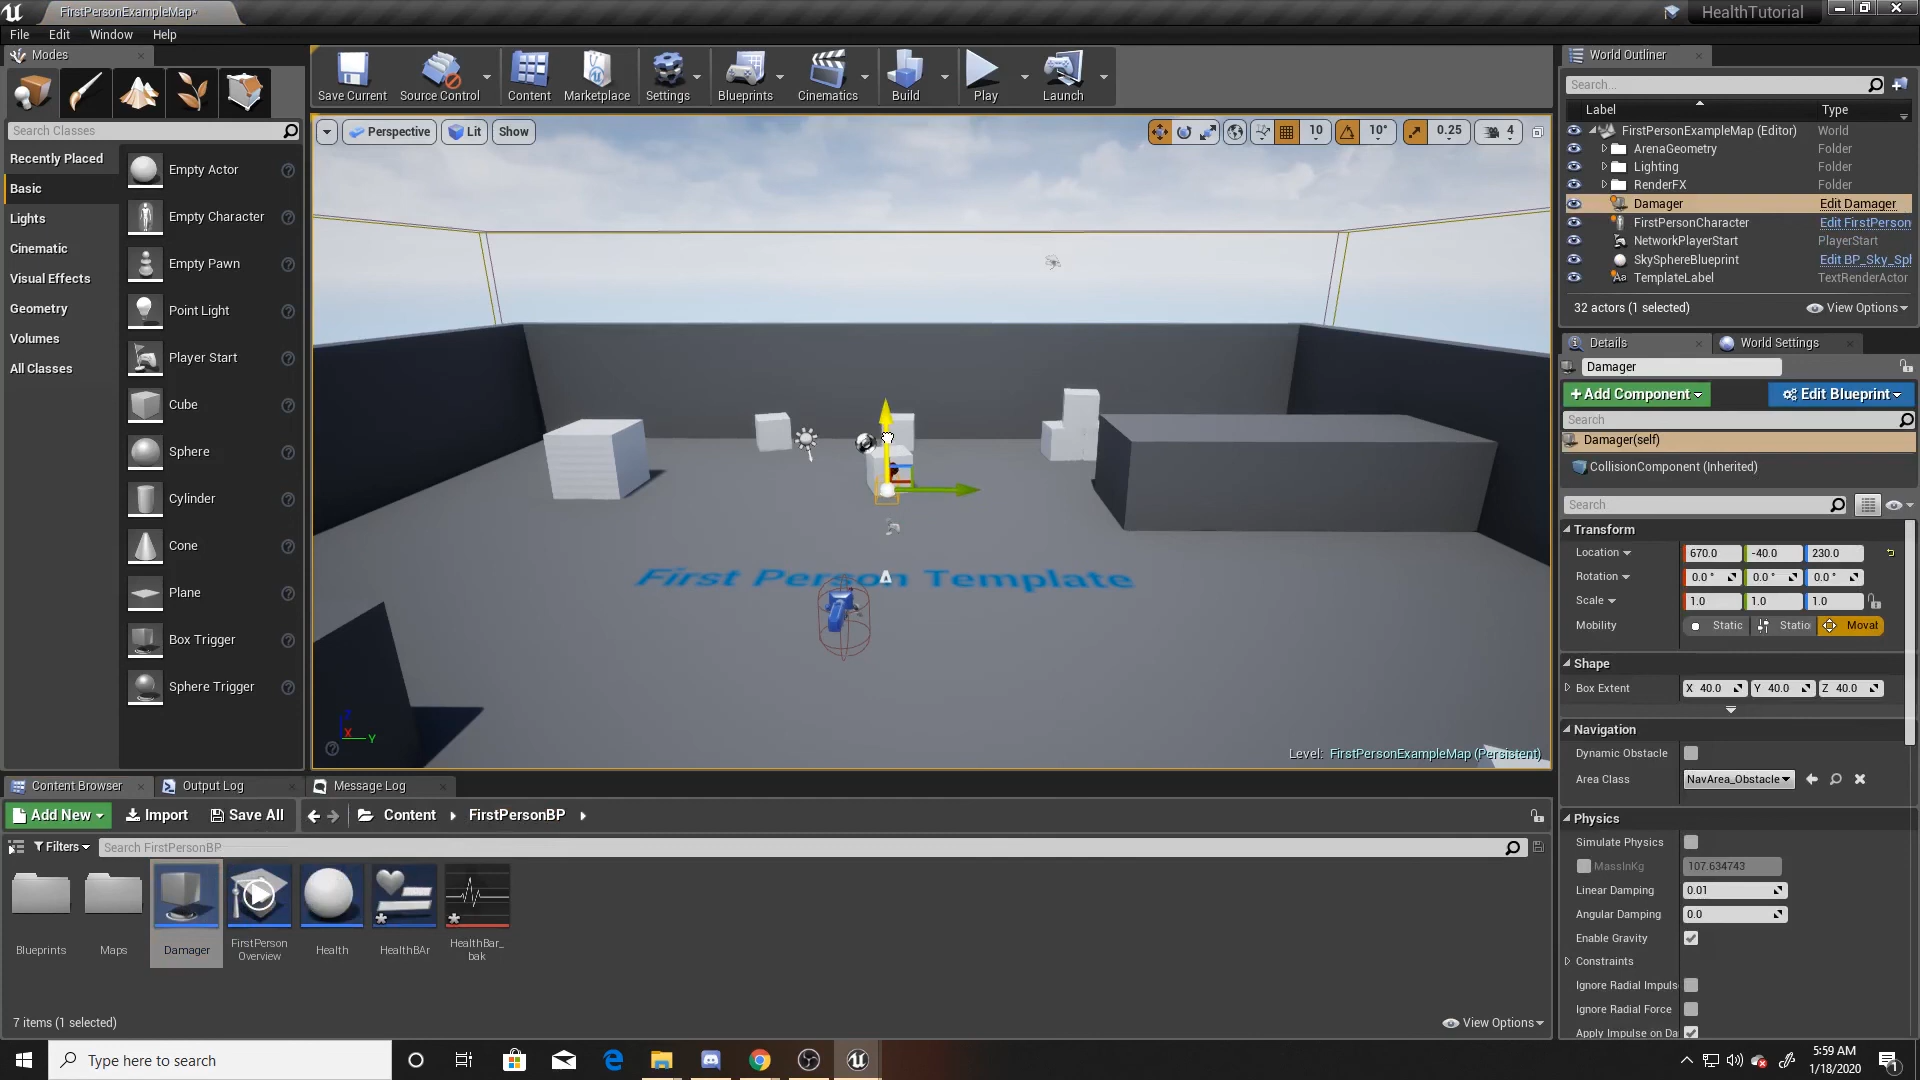 FirstPersonExampleMap*
HealthTutorial
File Edit Window Help
Modes
Search Classes
Recently Placed
Basic
Lights
Cinematic
Visual Effects
Geometry
Volumes
All Classes
Empty Actor
Empty Character
Empty Pawn
Point Light
Player Start
Cube
Sphere
Cylinder
Cone
Plane
Box Trigger
Sphere Trigger
Save Current Source Control Content Marketplace Settings Blueprints Cinematics Build Play Launch
Perspective Lit Show
10 10° 0.25 4
First Person Template
Z
X
Y
Level: FirstPersonExampleMap (Persistent)
World Outliner
Search...
Label Type
FirstPersonExampleMap (Editor) World
ArenaGeometry Folder
Lighting Folder
RenderFX Folder
Damager Edit Damager
FirstPersonCharacter Edit FirstPerson
NetworkPlayerStart PlayerStart
SkySphereBlueprint Edit BP_Sky_Spl
TemplateLabel TextRenderActor
32 actors (1 selected) View Options
Details World Settings
Damager
+Add Component Edit Blueprint
Search
Damager(self)
CollisionComponent (Inherited)
Search
Transform
Location 670.0 -40.0 230.0
Rotation 0.0 ° 0.0 ° 0.0 °
Scale 1.0 1.0 1.0
Mobility Static Statio Moval
Shape
Box Extent X 40.0 Y 40.0 Z 40.0
Navigation
Dynamic Obstacle
Area Class NavArea_Obstacle
Physics
Simulate Physics
MassInKg 107.634743
Linear Damping 0.01
Angular Damping 0.0
Enable Gravity
Constraints
Ignore Radial Impuls
Ignore Radial Force
Apply Impulse on Da
Content Browser Output Log Message Log
Add New Import Save All Content FirstPersonBP
Filters Search FirstPersonBP
Blueprints
Maps
Damager
FirstPerson
Overview
Health
HealthBAr
HealthBar_
bak
7 items (1 selected) View Options
Type here to search
5:59 AM
1/18/2020
1